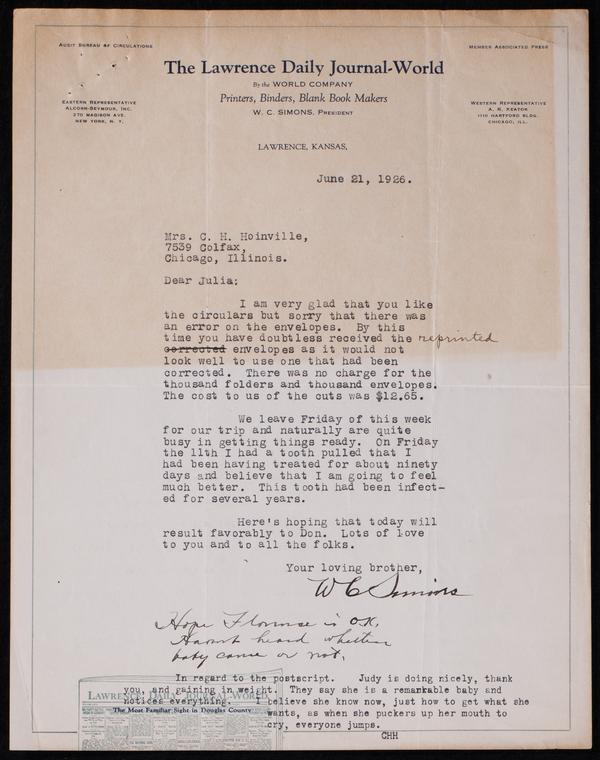 AUDIT BUREAU OF CIRCULATIONS
MEMBER ASSOCIATED PRESS
The Lawrence Daily Journal-World
By the WORLD COMPANY
Printers, Binders, Blank Book Makers
W. C. SIMONS, PRESIDENT
EASTERN REPRESENTATIVE
ALCORN-SEYMOUR, INC.
270 MADISON AVE.
NEW YORK, N. Y.
WESTERN REPRESENTATIVE
A. R. KEATOR
1110 HARTFORD BLDG.
CHICAGO, ILL.
LAWRENCE, KANSAS,
June 21, 1926.
Mrs. C. H. Hoinville,
7539 Colfax,
Chicago, Illinois.
Dear Julia:
I am very glad that you like
the circulars but sorry that there was
an error on the envelopes. By this
time you have doubtless received the reprinted
corrected envelopes as it would not
look well to use one that had been
corrected. There was no charge for the
thousand folders and thousand envelopes.
The cost to us of the cuts was $12.65.
We leave Friday of this week
for our trip and naturally are quite
busy in getting things ready. On Friday
the 11th I had a tooth pulled that I
had been having treated for about ninety
days and believe that I am going to feel
much better. This tooth had been infect-
ed for several years.
Here's hoping that today will
result favorably to Don. Lots of love
to you and to all the folks.
Your loving brother,
W C Simons
Hope Florence is O.K.
Havent heard whether
baby came or not.
In regard to the postscript. Judy is doing nicely, thank
you, and gaining in weight. They say she is a remarkable baby and
notices everything. I believe she know now, just how to get what she
wants, as when she puckers up her mouth to
cry, everyone jumps.
CHH
LAWRENCE DAILY JOURNAL-WORLD
The Most Familiar Sight in Douglas County